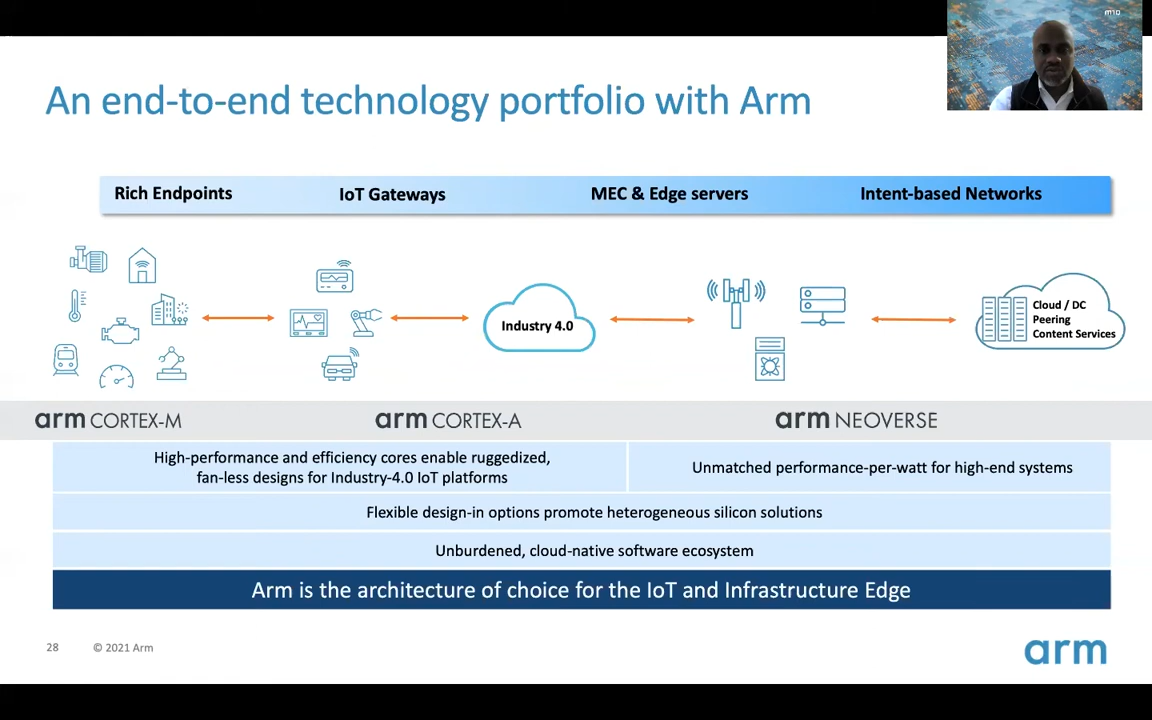 m10
An end-to-end technology portfolio with Arm
Rich Endpoints
IoT Gateways
MEC & Edge servers
Intent-based Networks
Industry 4.0
Cloud / DC
Peering
Content Services
arm CORTEX-M
arm CORTEX-A
arm NEOVERSE
High-performance and efficiency cores enable ruggedized,
fan-less designs for Industry-4.0 IoT platforms
Unmatched performance-per-watt for high-end systems
Flexible design-in options promote heterogeneous silicon solutions
Unburdened, cloud-native software ecosystem
Arm is the architecture of choice for the IoT and Infrastructure Edge
28
© 2021 Arm
arm